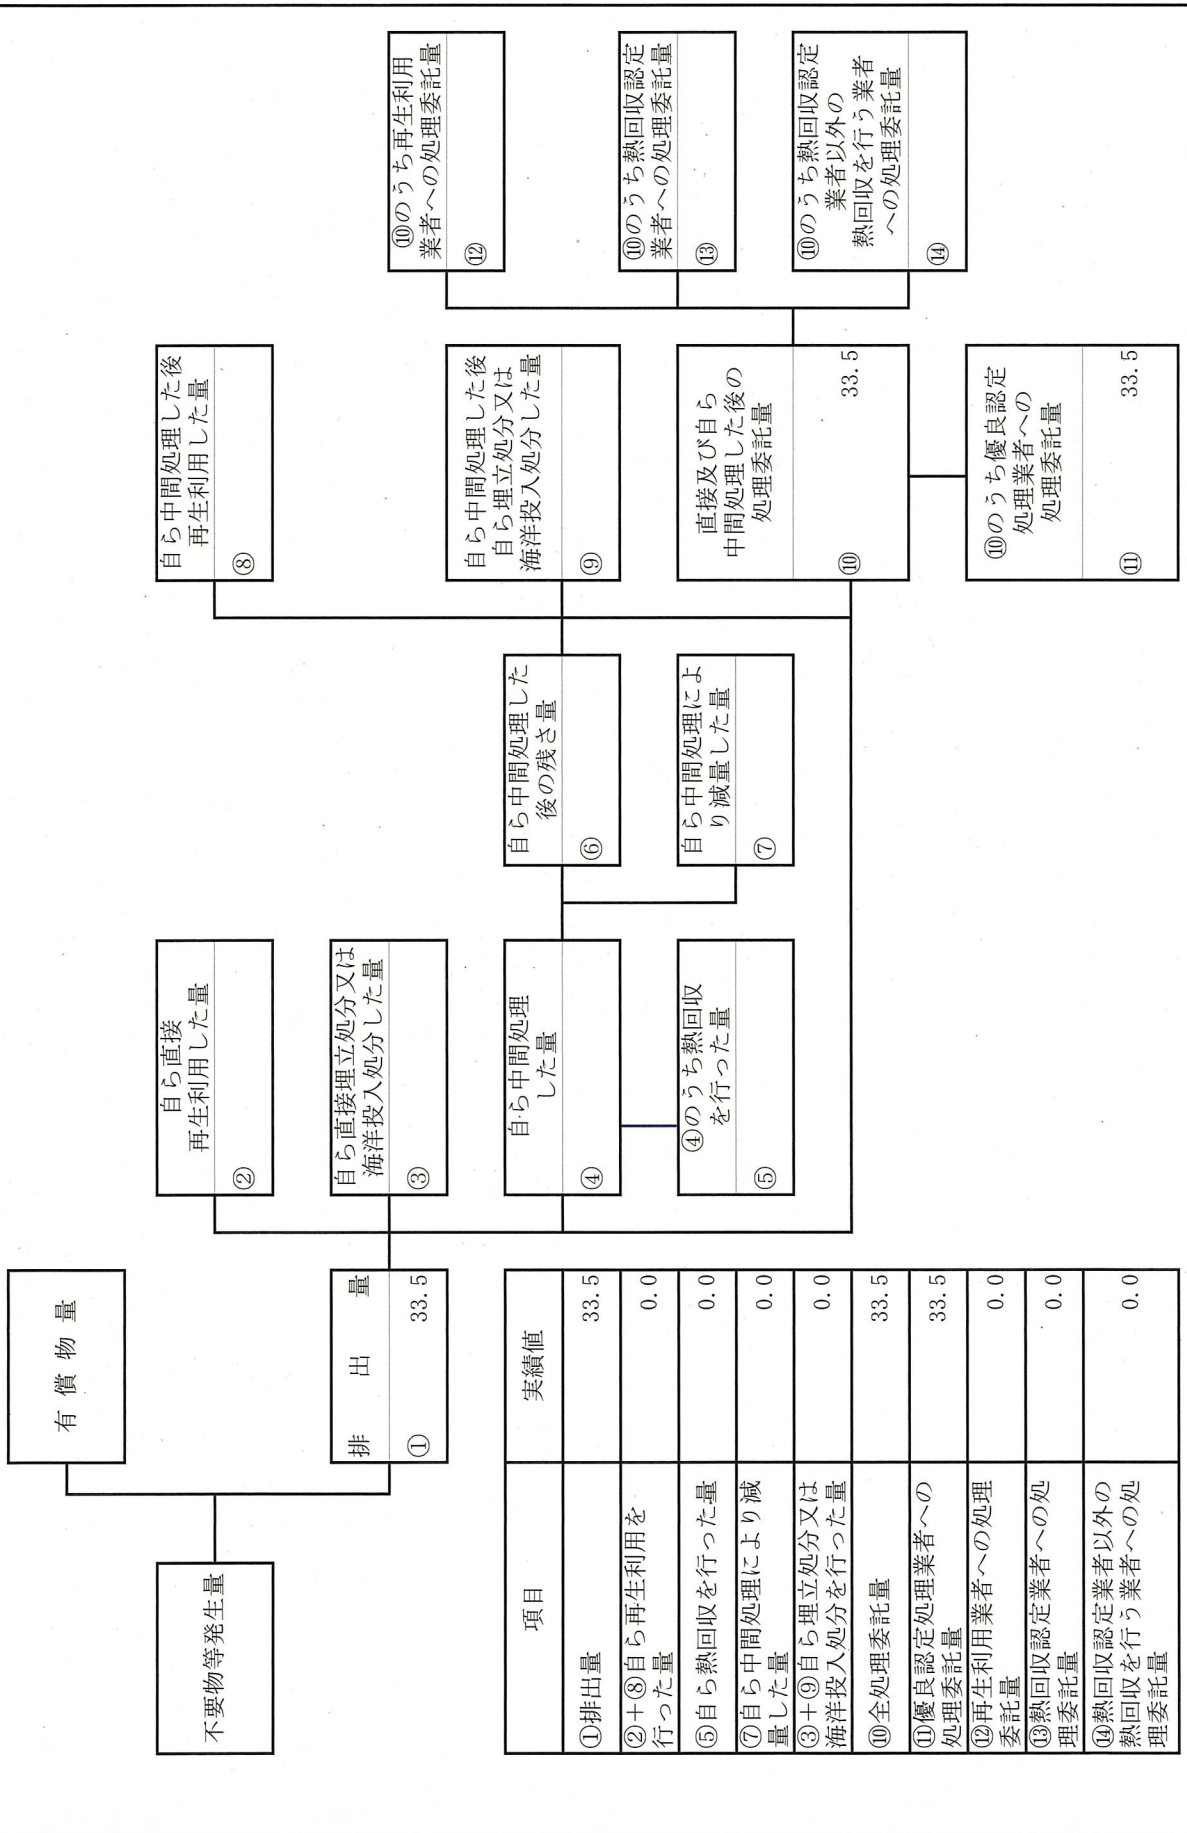 不要物等発生量
有償物量
排出量
① 33.5
自ら直接
再生利用した量
②
自ら直接埋立処分又は
海洋投入処分した量
③
自ら中間処理
した量
④
④のうち熱回収
を行った量
⑤
自ら中間処理した
後の残さ量
⑥
自ら中間処理によ
り減量した量
⑦
自ら中間処理した後
再生利用した量
⑧
自ら中間処理した後
自ら埋立処分又は
海洋投入処分した量
⑨
直接及び自ら
中間処理した後の
処理委託量
⑩ 33.5
⑩のうち優良認定
処理業者への
処理委託量
⑪ 33.5
⑩のうち再生利用
業者への処理委託量
⑫
⑩のうち熱回収認定
業者への処理委託量
⑬
⑩のうち熱回収認定
業者以外の
熱回収を行う業者
への処理委託量
⑭
項目 実績値
①排出量 33.5
②+⑧自ら再生利用を
行った量 0.0
⑤自ら熱回収を行った量 0.0
⑦自ら中間処理により減
量した量 0.0
③+⑨自ら埋立処分又は
海洋投入処分を行った量 0.0
⑩全処理委託量 33.5
⑪優良認定処理業者への
処理委託量 33.5
⑫再生利用業者への処理
委託量 0.0
⑬熱回収認定業者への処
理委託量 0.0
⑭熱回収認定業者以外の
熱回収を行う業者への処
理委託量 0.0